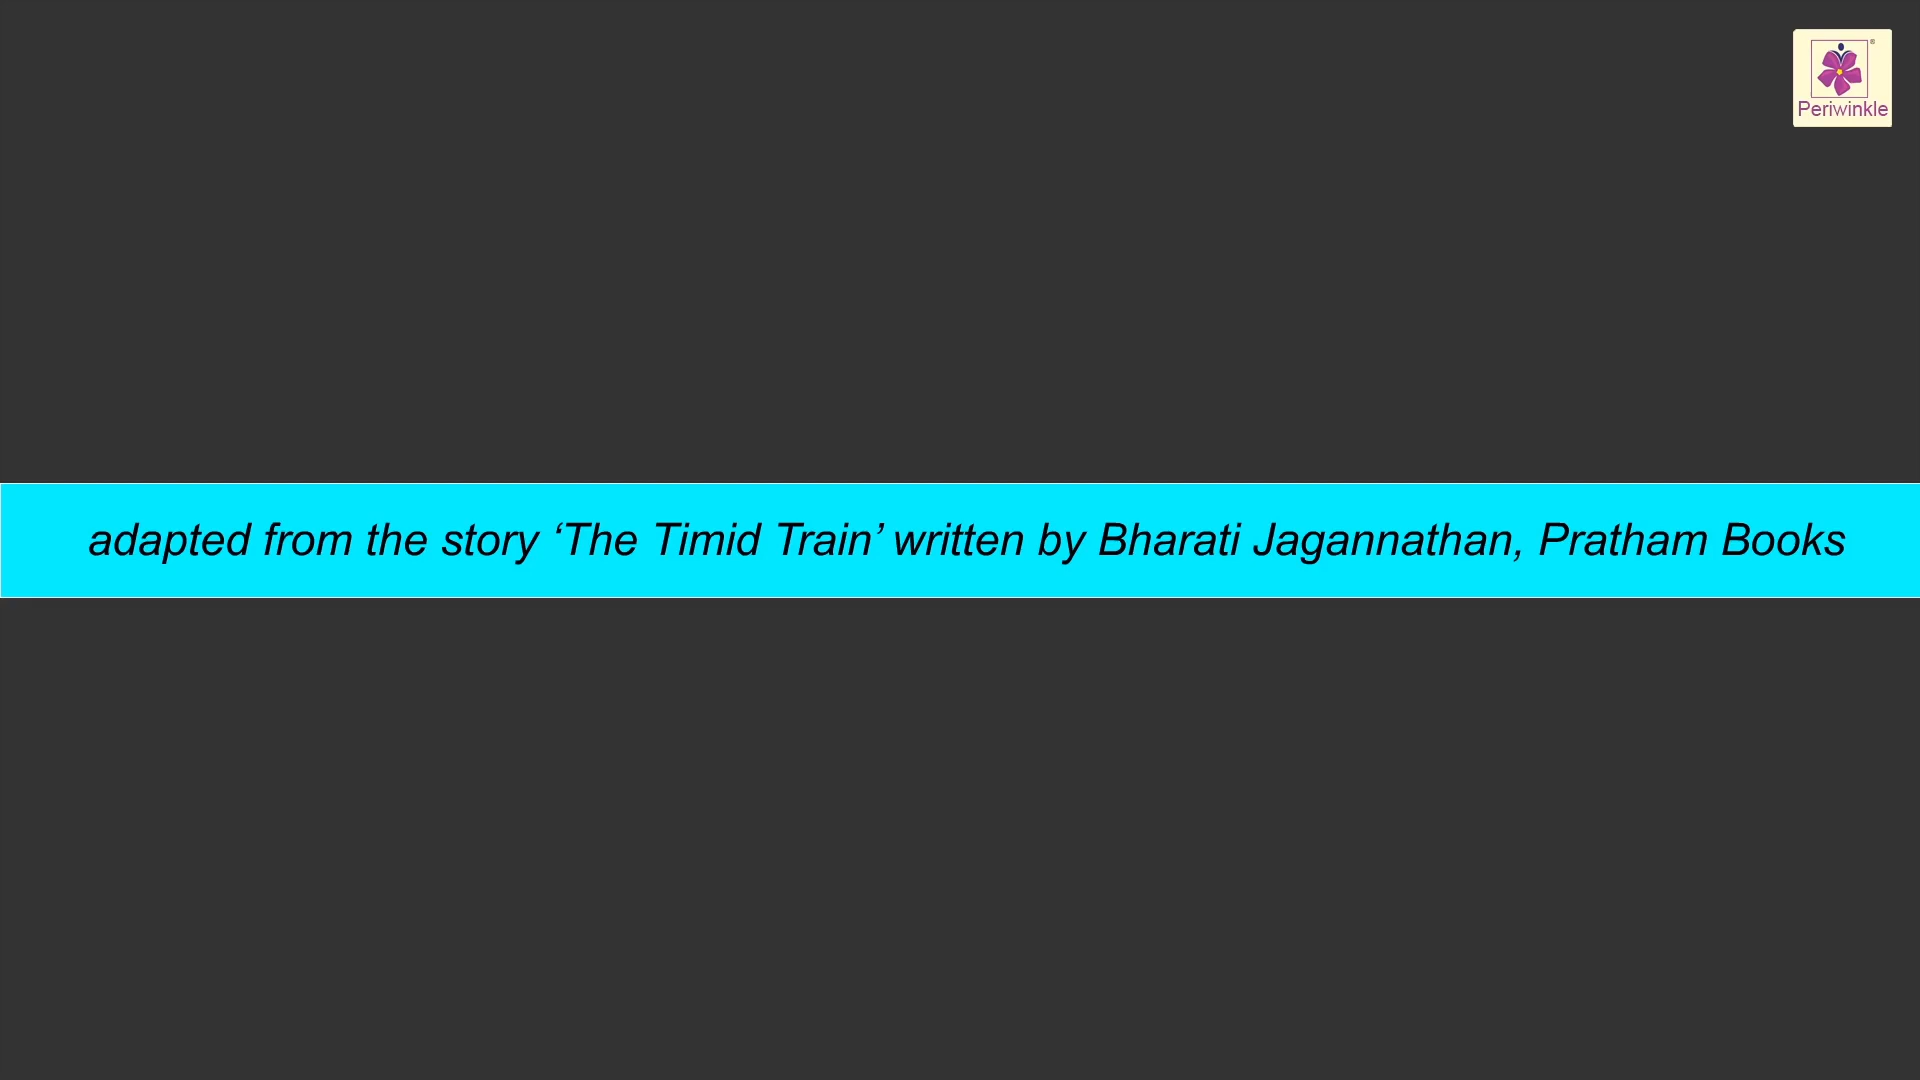 Periwinkle
adapted from the story ‘The Timid Train’ written by Bharati Jagannathan, Pratham Books